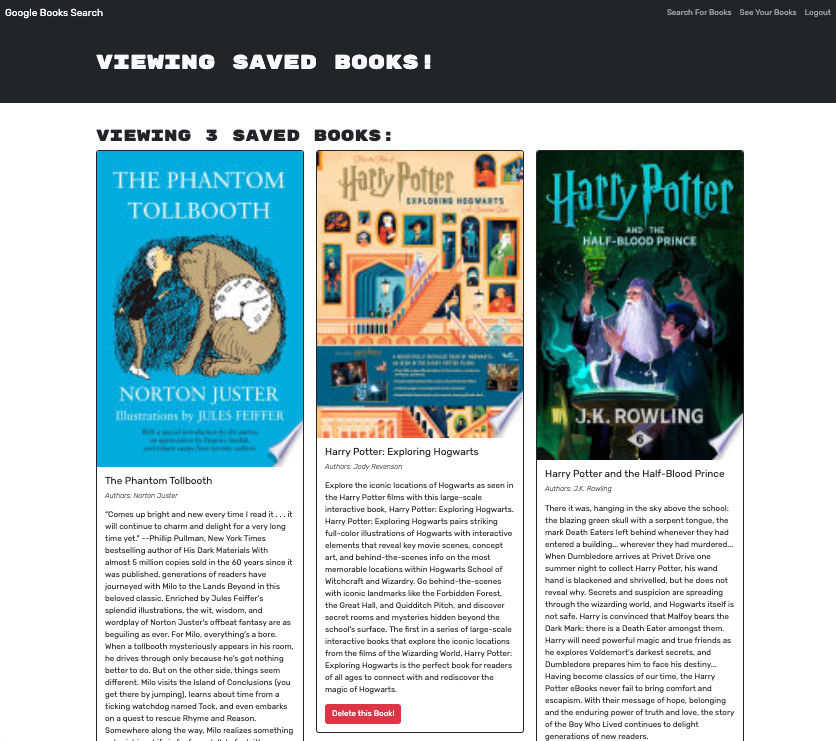 Google Books Search
Search For Books See Your Books Logout
VIEWING SAVED BOOKS!
VIEWING 3 SAVED BOOKS:
THE PHANTOM
TOLLBOOTH
NORTON JUSTER
Illustrations by JULES FEIFFER
With a special introduction by the author,
an appreciation by Maurice Sendak,
and tribute essays from favorite authors
The Phantom Tollbooth
Authors: Norton Juster
“Comes up bright and new every time I read it . . . it
will continue to charm and delight for a very long
time yet.” --Phillip Pullman, New York Times
bestselling author of His Dark Materials With
almost 5 million copies sold in the 60 years since it
was published, generations of readers have
journeyed with Milo to the Lands Beyond in this
beloved classic. Enriched by Jules Feiffer’s
splendid illustrations, the wit, wisdom, and
wordplay of Norton Juster’s offbeat fantasy are as
beguiling as ever. For Milo, everything’s a bore.
When a tollbooth mysteriously appears in his room,
he drives through only because he’s got nothing
better to do. But on the other side, things seem
different. Milo visits the Island of Conclusions (you
get there by jumping), learns about time from a
ticking watchdog named Tock, and even embarks
on a quest to rescue Rhyme and Reason.
Somewhere along the way, Milo realizes something
Harry Potter
EXPLORING HOGWARTS
Harry Potter: Exploring Hogwarts
Authors: Jody Revenson
Explore the iconic locations of Hogwarts as seen in
the Harry Potter films with this large-scale
interactive book, Harry Potter: Exploring Hogwarts.
Harry Potter: Exploring Hogwarts pairs striking
full-color illustrations of Hogwarts with interactive
elements that reveal key movie scenes, concept
art, and behind-the-scenes info on the most
memorable locations within Hogwarts School of
Witchcraft and Wizardry. Go behind-the-scenes
with iconic landmarks like the Forbidden Forest,
the Great Hall, and Quidditch Pitch, and discover
secret rooms and mysteries hidden beyond the
school's surface. The first in a series of large-scale
interactive books that explore the iconic locations
from the films of the Wizarding World, Harry Potter:
Exploring Hogwarts is the perfect book for readers
of all ages to connect with and rediscover the
magic of Hogwarts.
Delete this Book!
Harry Potter
AND THE
HALF-BLOOD PRINCE
J.K. ROWLING
6
Harry Potter and the Half-Blood Prince
Authors: J.K. Rowling
There it was, hanging in the sky above the school:
the blazing green skull with a serpent tongue, the
mark Death Eaters left behind whenever they had
entered a building... wherever they had murdered...
When Dumbledore arrives at Privet Drive one
summer night to collect Harry Potter, his wand
hand is blackened and shrivelled, but he does not
reveal why. Secrets and suspicion are spreading
through the wizarding world, and Hogwarts itself is
not safe. Harry is convinced that Malfoy bears the
Dark Mark: there is a Death Eater amongst them.
Harry will need powerful magic and true friends as
he explores Voldemort's darkest secrets, and
Dumbledore prepares him to face his destiny...
Having become classics of our time, the Harry
Potter eBooks never fail to bring comfort and
escapism. With their message of hope, belonging
and the enduring power of truth and love, the story
of the Boy Who Lived continues to delight
generations of new readers.